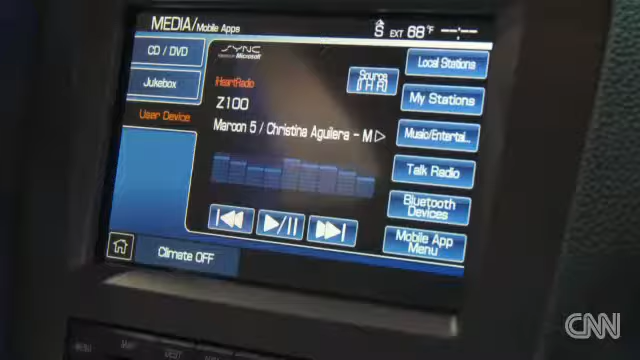 MEDIA/Mobile Apps
S EXT 68°F --:--
CD / DVD
SYNC
Microsoft
Local Stations
Jukebox
iHeartRadio
Source
(I H R)
My Stations
User Device
Z100
Music/Entertai...
Maroon 5 / Christina Aguilera - M
Talk Radio
Bluetooth
Devices
Mobile App
Menu
Climate OFF
MENU
CNN